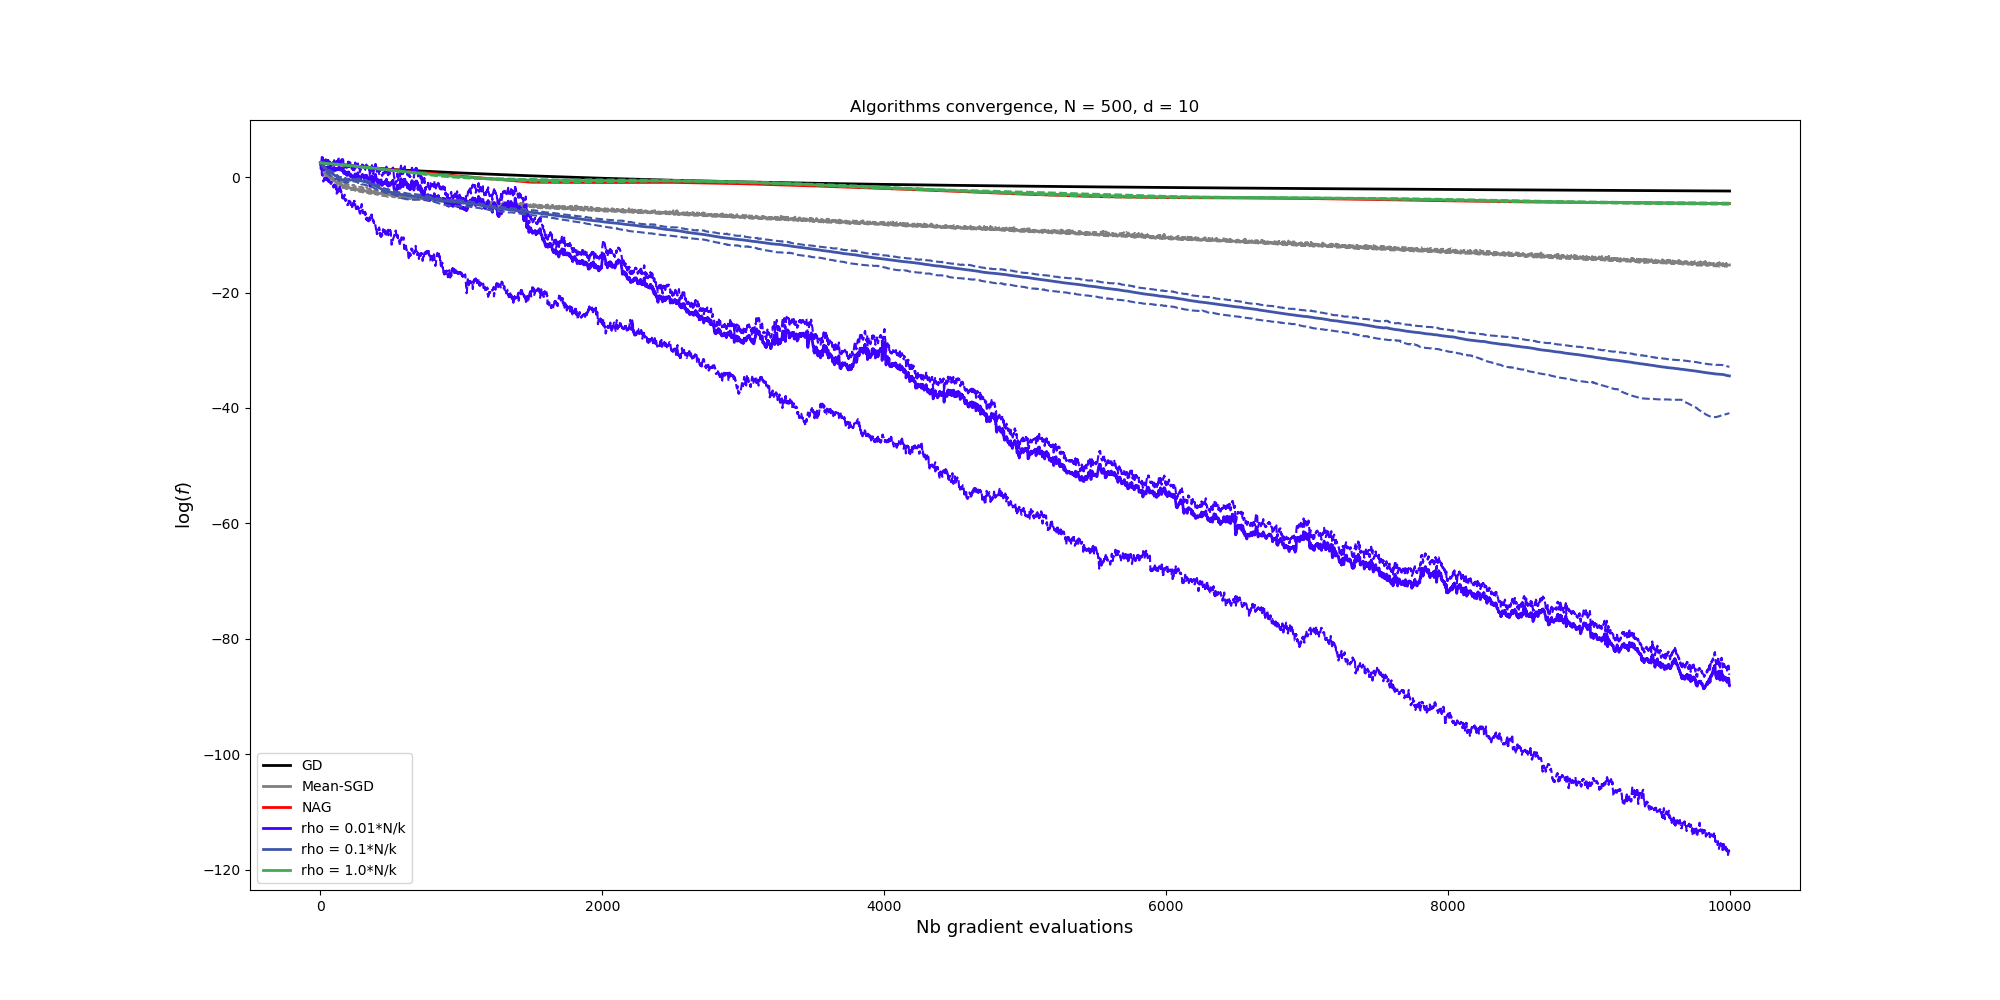 Algorithms convergence, N = 500, d = 10
0
−20
−40
−60
−80
−100
−120
log(f)
GD
Mean-SGD
NAG
rho = 0.01*N/k
rho = 0.1*N/k
rho = 1.0*N/k
0 2000 4000 6000 8000 10000
Nb gradient evaluations